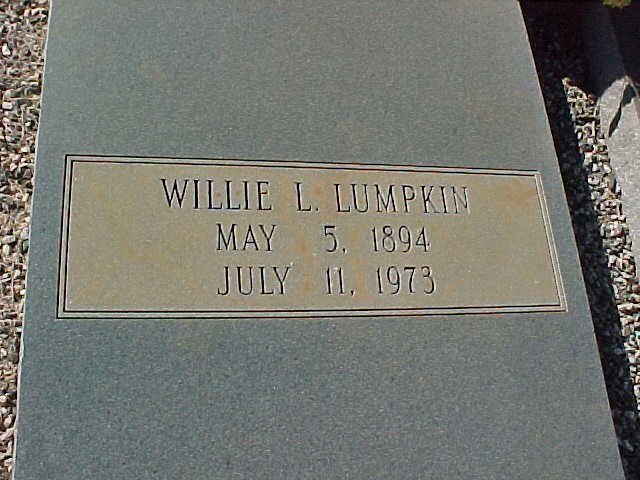 WILLIE L. LUMPKIN
MAY 5, 1894
JULY 11, 1973